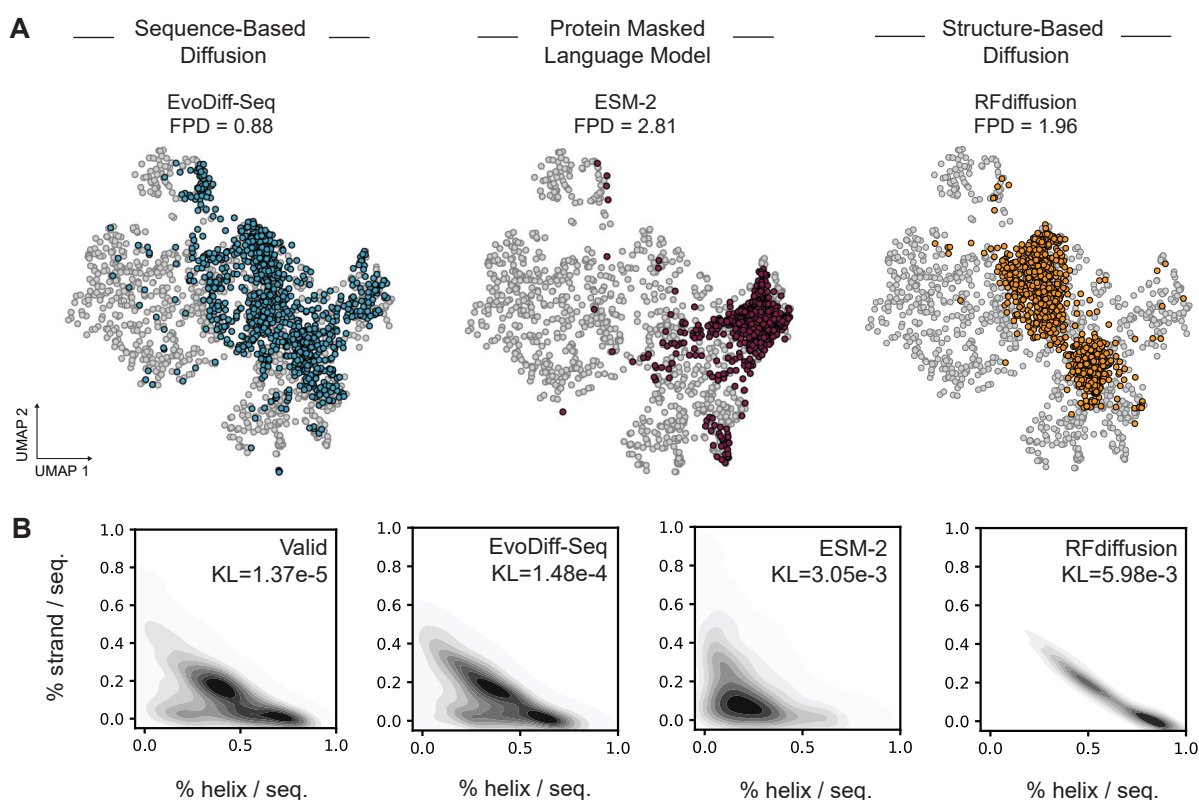 A
Sequence-Based
Diffusion
Protein Masked
Language Model
Structure-Based
Diffusion
EvoDiff-Seq
FPD = 0.88
ESM-2
FPD = 2.81
RFdiffusion
FPD = 1.96
UMAP 2
UMAP 1
B
% strand / seq.
1.0
0.8
0.6
0.4
0.2
0.0
Valid
KL=1.37e-5
0.0 0.5 1.0
% helix / seq.
1.0
0.8
0.6
0.4
0.2
0.0
EvoDiff-Seq
KL=1.48e-4
0.0 0.5 1.0
% helix / seq.
1.0
0.8
0.6
0.4
0.2
0.0
ESM-2
KL=3.05e-3
0.0 0.5 1.0
% helix / seq.
1.0
0.8
0.6
0.4
0.2
0.0
RFdiffusion
KL=5.98e-3
0.0 0.5 1.0
% helix / seq.